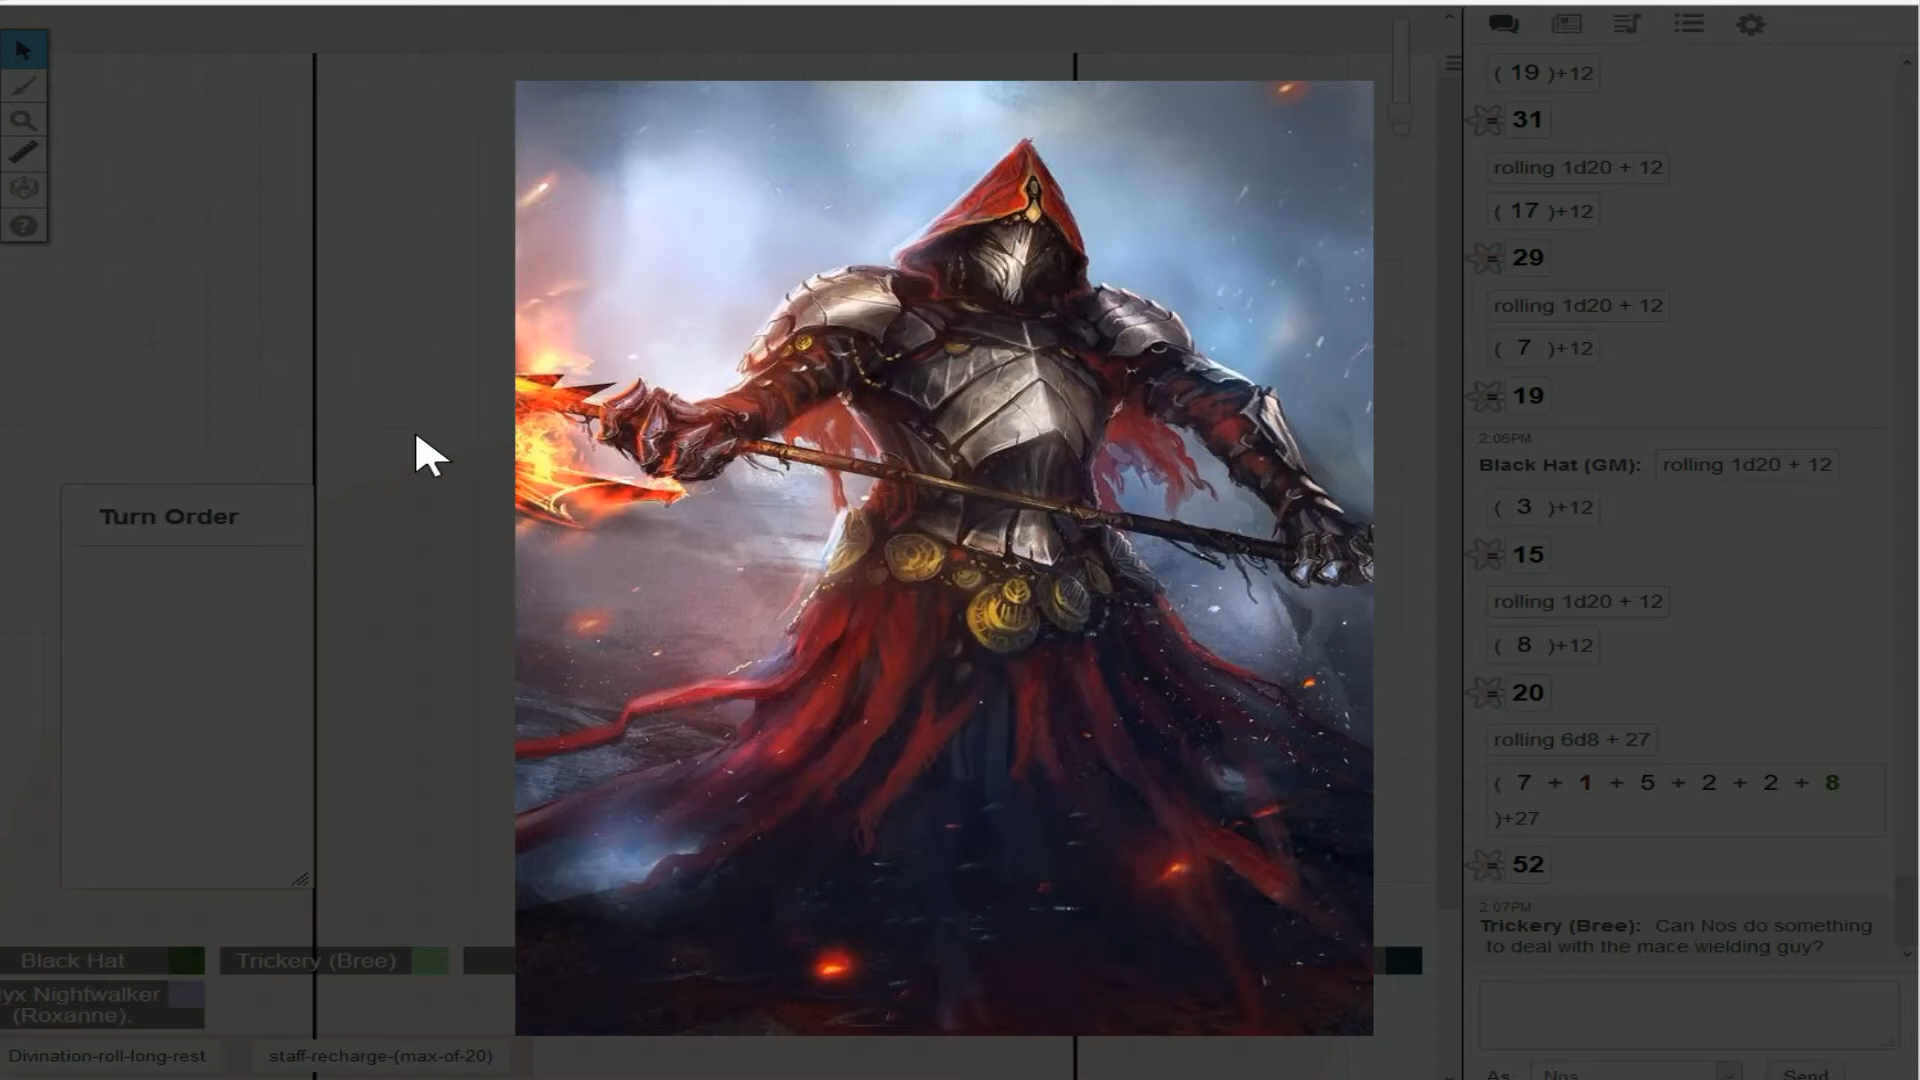 ( 19 )+12
= 31
rolling 1d20 + 12
( 17 )+12
= 29
rolling 1d20 + 12
( 7 )+12
= 19
2:06PM
Black Hat (GM): rolling 1d20 + 12
( 3 )+12
= 15
rolling 1d20 + 12
( 8 )+12
= 20
rolling 6d8 + 27
( 7 + 1 + 5 + 2 + 2 + 8
)+27
= 52
2:07PM
Trickery (Bree): Can Nos do something
to deal with the mace wielding guy?
As: Nos Send
Turn Order
Black Hat
Trickery (Bree)
yx Nightwalker
(Roxanne).
Divination-roll-long-rest
staff-recharge-(max-of-20)